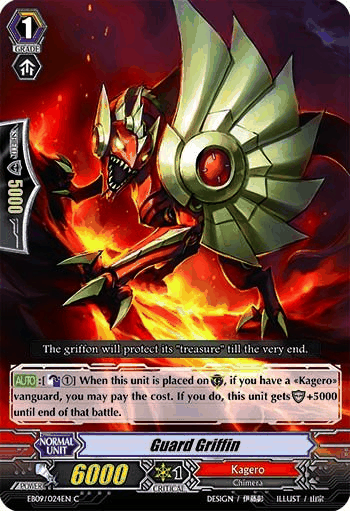 1
GRADE
SHIELD
5000
The griffon will protect its "treasure" till the very end.
AUTO :[ ①] When this unit is placed on G, if you have a «Kagero»
vanguard, you may pay the cost. If you do, this unit gets +5000
until end of that battle.
NORMAL
UNIT
Guard Griffin
POWER
6000
1
CRITICAL
Kagero
Chimera
EB09/024EN C
DESIGN / 伊藤彰 ILLUST / 山宗